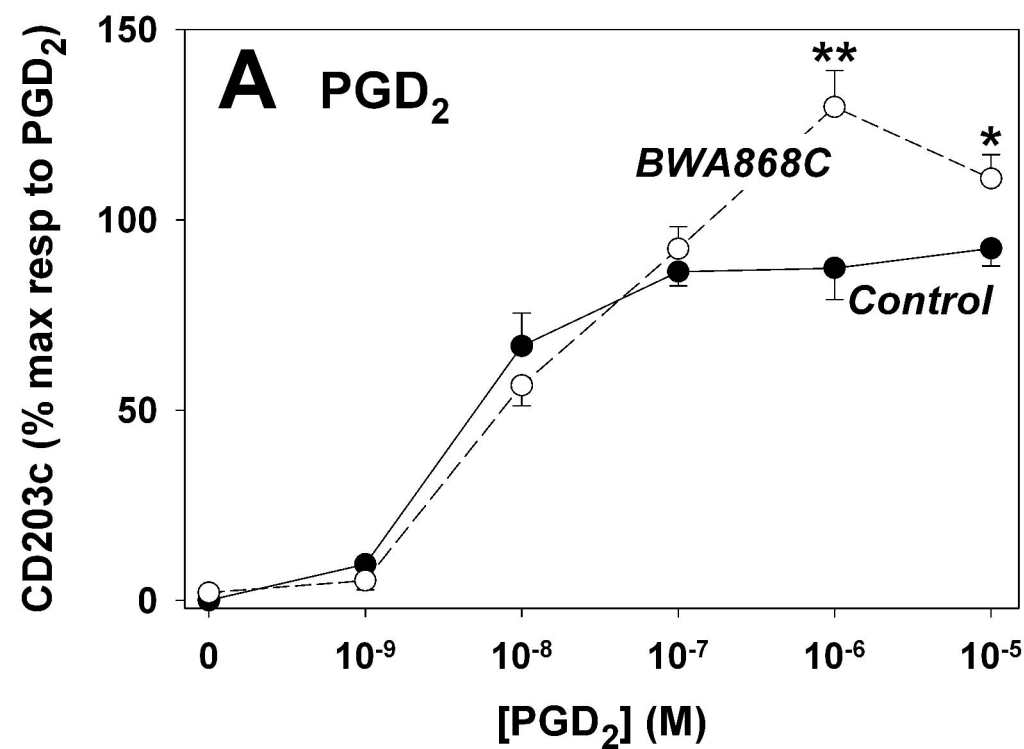 A PGD₂
CD203c (% max resp to PGD₂)
150
100
50
0
**
*
BWA868C
Control
0 10⁻⁹ 10⁻⁸ 10⁻⁷ 10⁻⁶ 10⁻⁵
[PGD₂] (M)